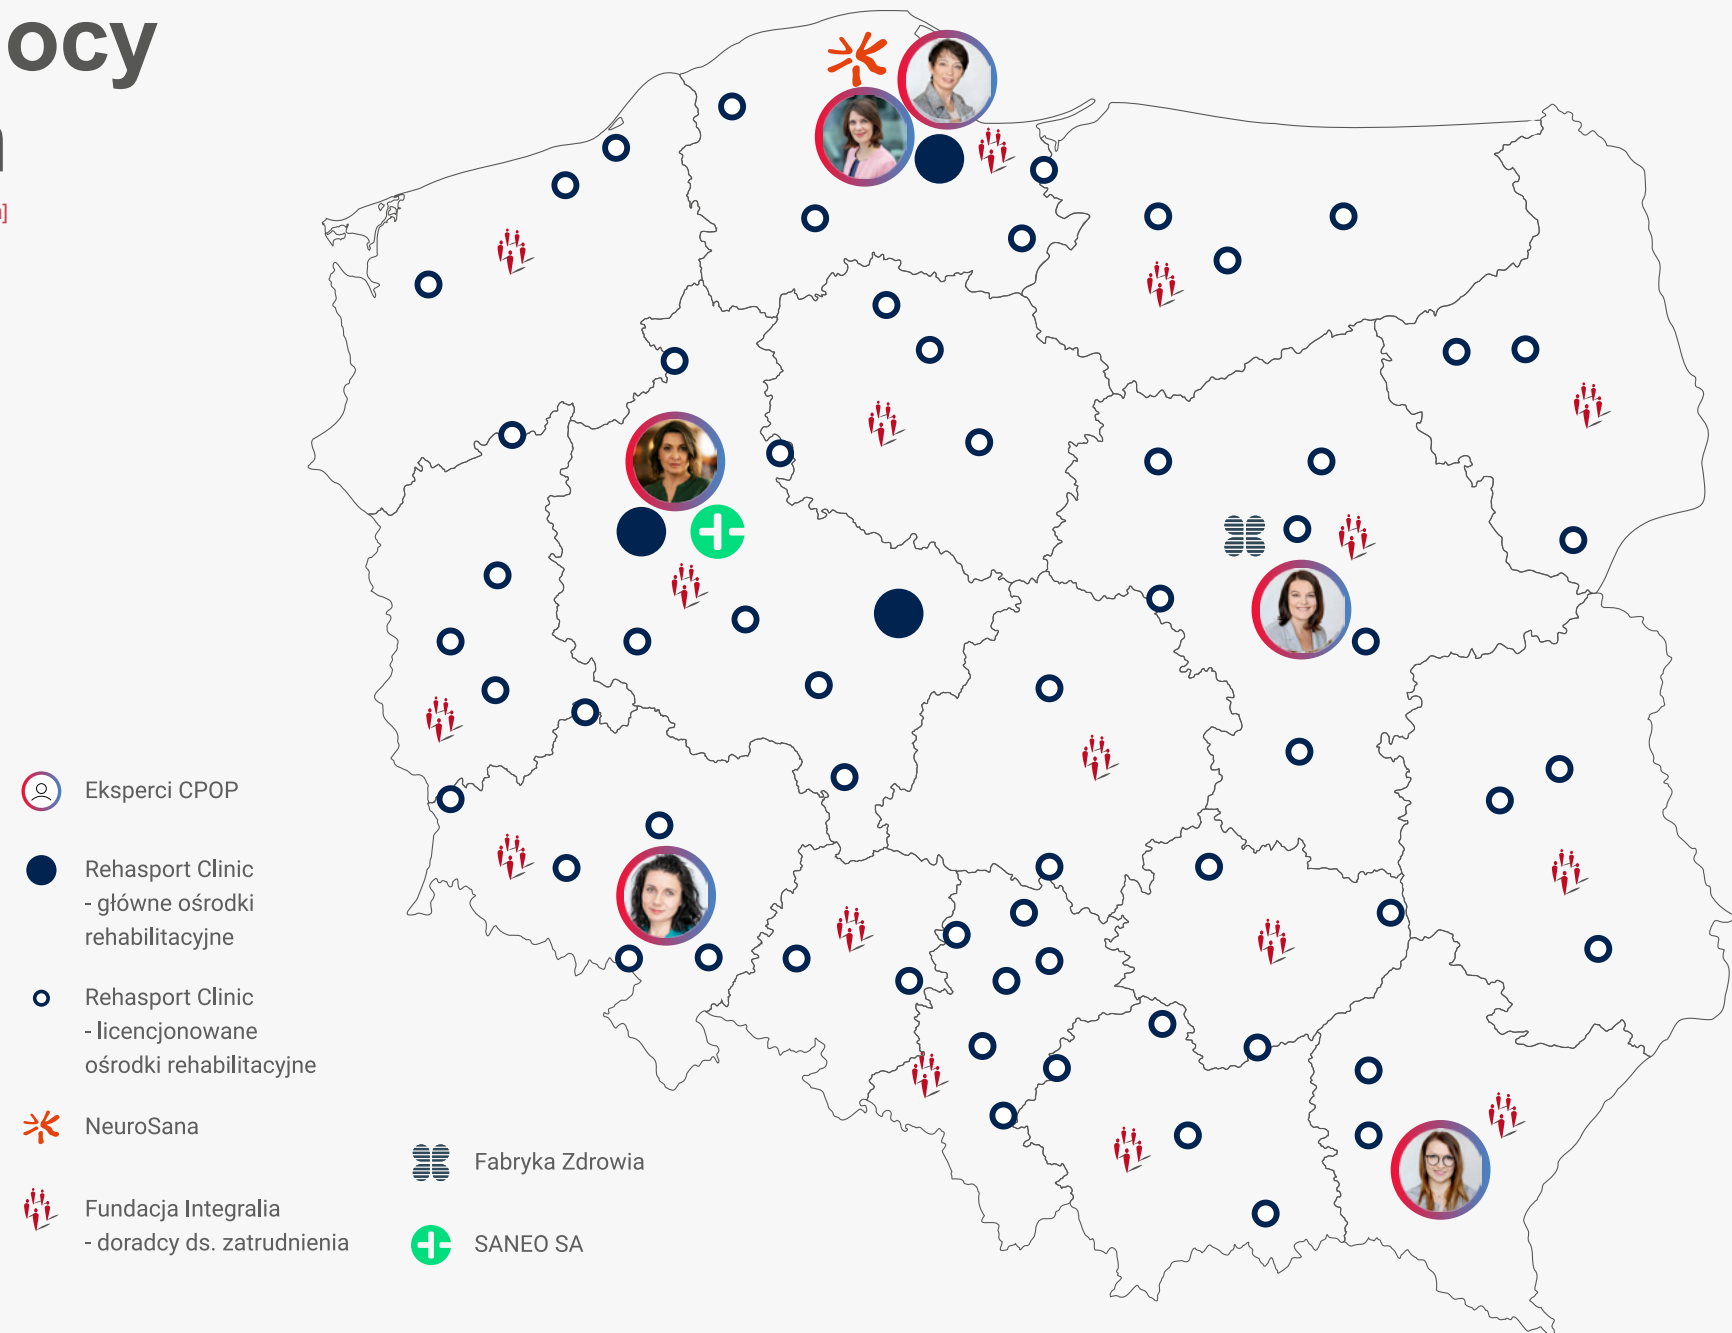 ocy
Eksperci CPOP
Rehasport Clinic
- główne ośrodki
rehabilitacyjne
Rehasport Clinic
- licencjonowane
ośrodki rehabilitacyjne
NeuroSana
Fundacja Integralia
- doradcy ds. zatrudnienia
Fabryka Zdrowia
SANEO SA